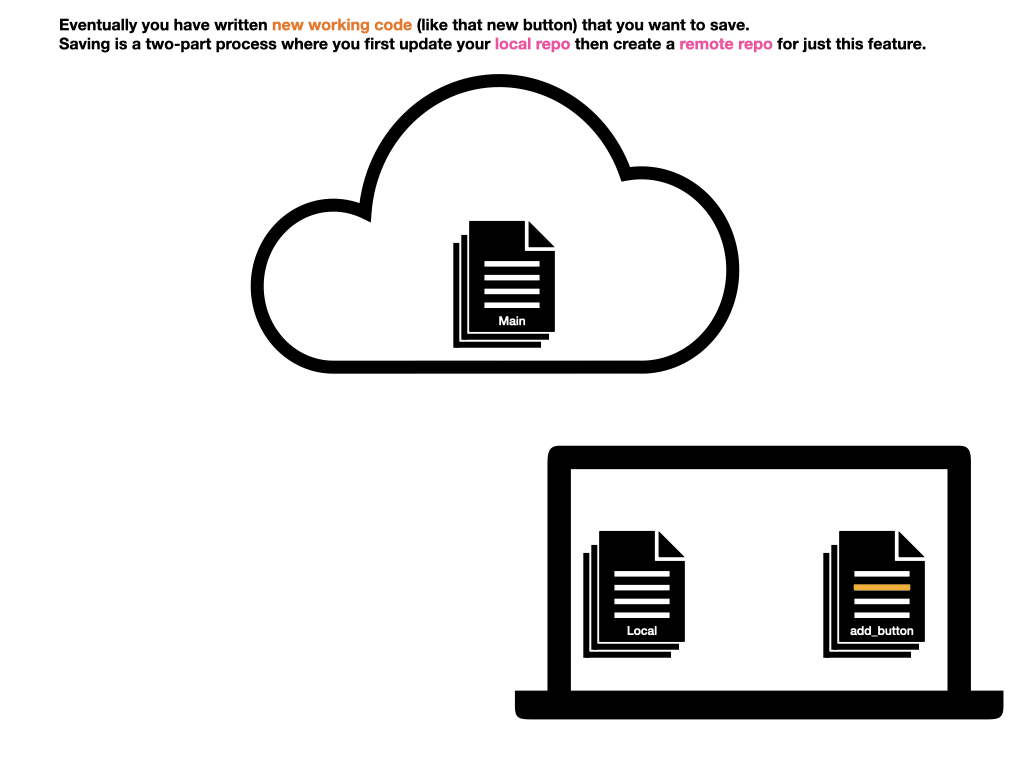 Eventually you have written new working code (like that new button) that you want to save.
Saving is a two-part process where you first update your local repo then create a remote repo for just this feature.
Main
Local
add_button